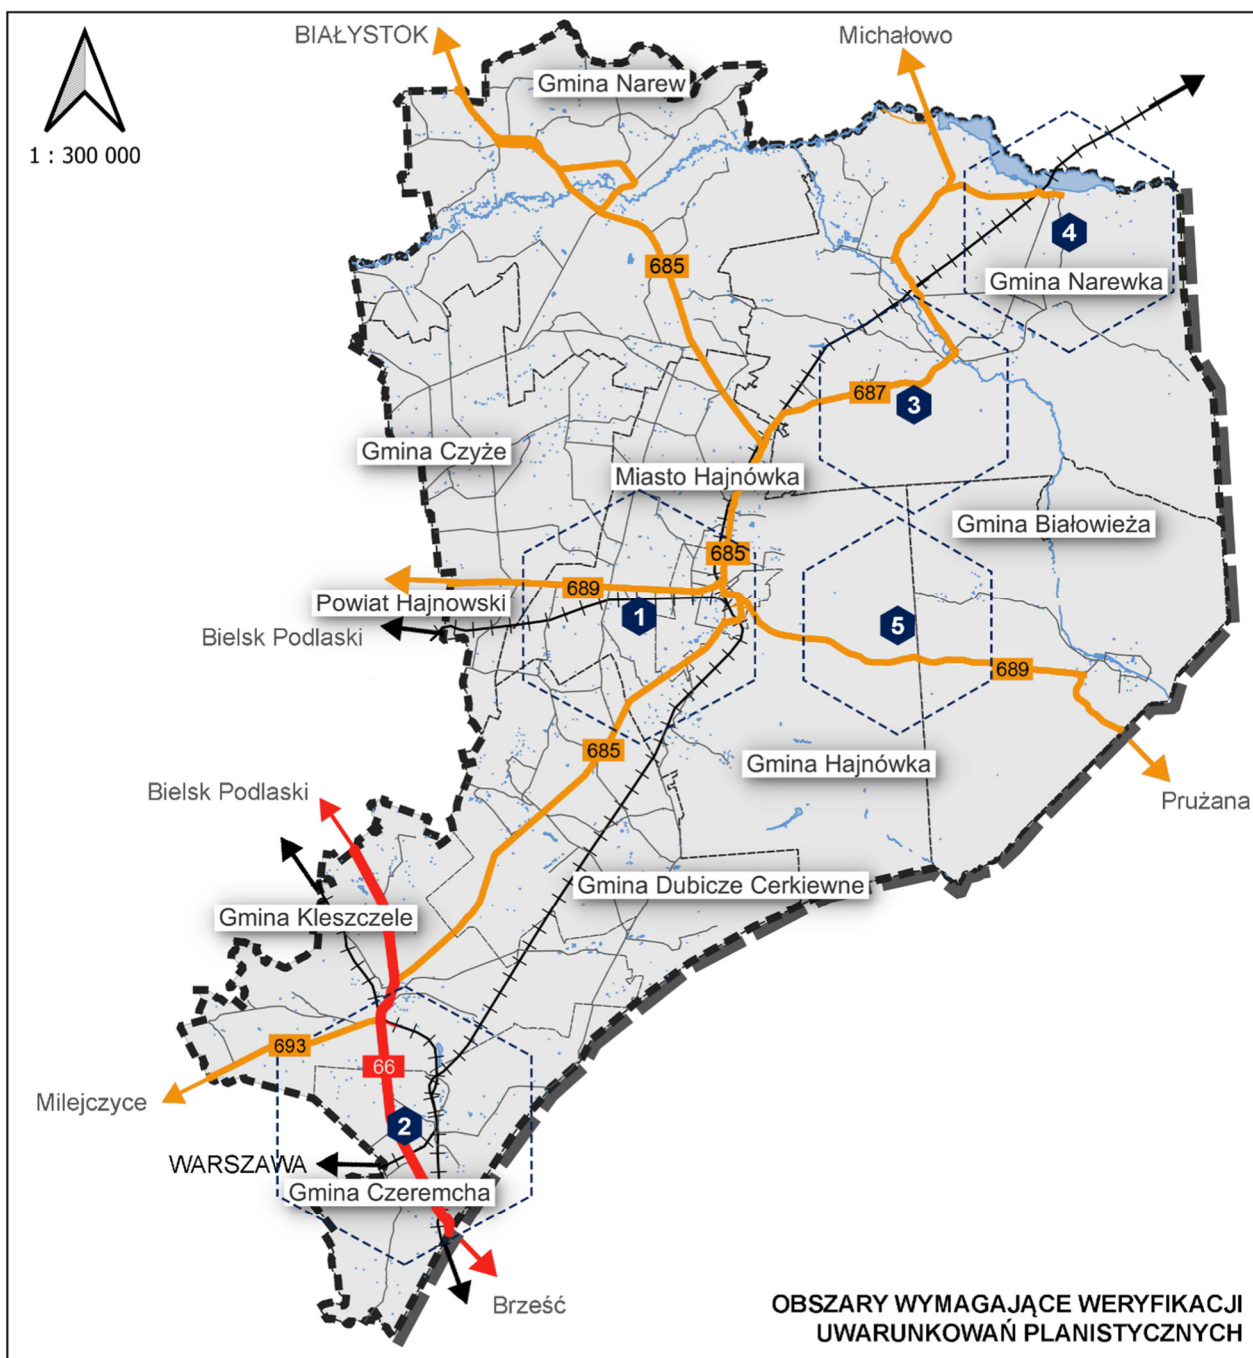 BIAŁYSTOK
Michałowo
Gmina Narew
1 : 300 000
4
685
Gmina Narewka
687
3
Gmina Czyże
Miasto Hajnówka
Gmina Białowieża
685
689
Powiat Hajnowski
1
5
Bielsk Podlaski
689
685
Gmina Hajnówka
Bielsk Podlaski
Prużana
Gmina Dubicze Cerkiewne
Gmina Kleszczele
693
66
Milejczyce
2
WARSZAWA
Gmina Czeremcha
Brześć
OBSZARY WYMAGAJĄCE WERYFIKACJI
UWARUNKOWAŃ PLANISTYCZNYCH